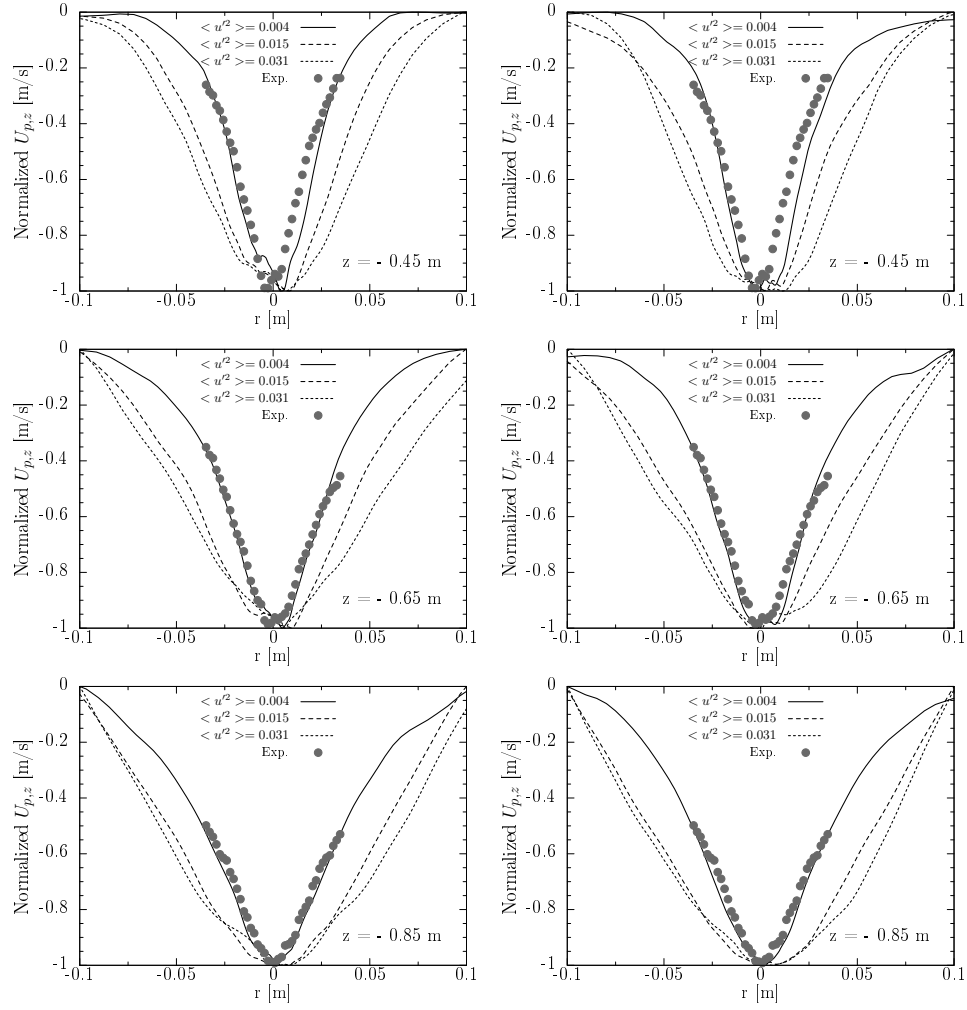 Normalized U_{p,z} [m/s]
0
-0.2
-0.4
-0.6
-0.8
-1
< u'^2 >= 0.004
< u'^2 >= 0.015
< u'^2 >= 0.031
Exp.
z = - 0.45 m
-0.1 -0.05 0 0.05 0.1
r [m]
Normalized U_{p,z} [m/s]
0
-0.2
-0.4
-0.6
-0.8
-1
< u'^2 >= 0.004
< u'^2 >= 0.015
< u'^2 >= 0.031
Exp.
z = - 0.45 m
-0.1 -0.05 0 0.05 0.1
r [m]
Normalized U_{p,z} [m/s]
0
-0.2
-0.4
-0.6
-0.8
-1
< u'^2 >= 0.004
< u'^2 >= 0.015
< u'^2 >= 0.031
Exp.
z = - 0.65 m
-0.1 -0.05 0 0.05 0.1
r [m]
Normalized U_{p,z} [m/s]
0
-0.2
-0.4
-0.6
-0.8
-1
< u'^2 >= 0.004
< u'^2 >= 0.015
< u'^2 >= 0.031
Exp.
z = - 0.65 m
-0.1 -0.05 0 0.05 0.1
r [m]
Normalized U_{p,z} [m/s]
0
-0.2
-0.4
-0.6
-0.8
-1
< u'^2 >= 0.004
< u'^2 >= 0.015
< u'^2 >= 0.031
Exp.
z = - 0.85 m
-0.1 -0.05 0 0.05 0.1
r [m]
Normalized U_{p,z} [m/s]
0
-0.2
-0.4
-0.6
-0.8
-1
< u'^2 >= 0.004
< u'^2 >= 0.015
< u'^2 >= 0.031
Exp.
z = - 0.85 m
-0.1 -0.05 0 0.05 0.1
r [m]